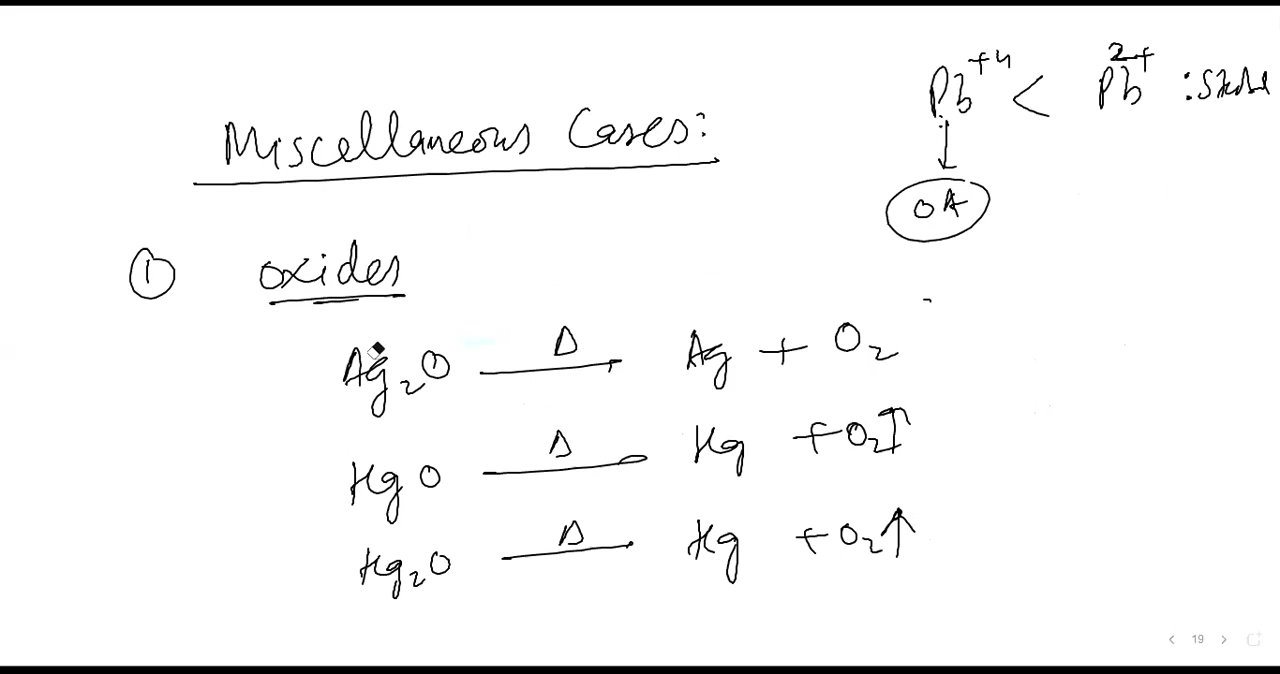 Pb⁺⁴ < Pb²⁺ :Stable
OA
Miscellaneous Cases:
① oxides
Ag₂O Δ→ Ag + O₂
HgO Δ→ Hg + O₂↑
Hg₂O Δ→ Hg + O₂↑
< 19 >